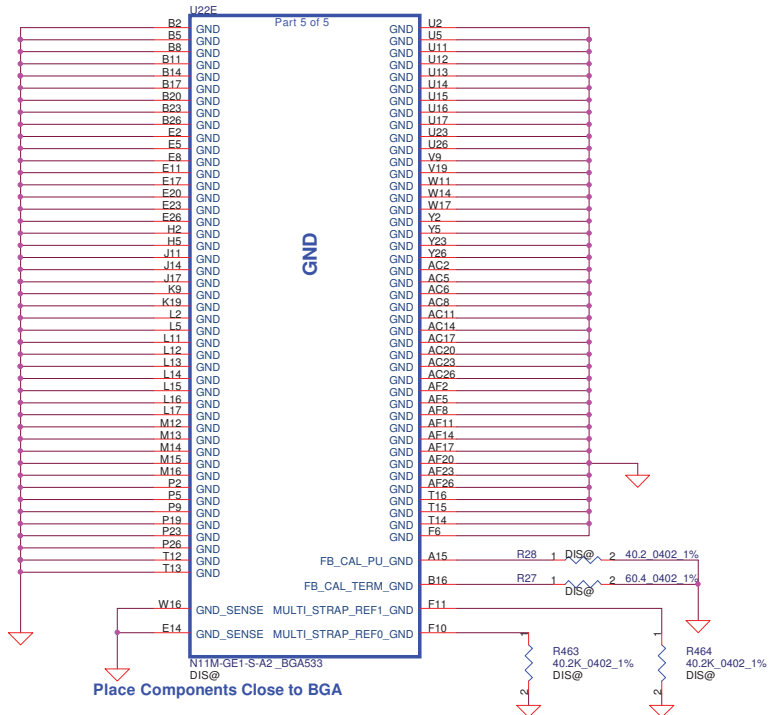 U22E
Part 5 of 5
B2 GND GND U2
B5 GND GND U5
B8 GND GND U11
B11 GND GND U12
B14 GND GND U13
B17 GND GND U14
B20 GND GND U15
B23 GND GND U16
B26 GND GND U17
E2 GND GND U23
E5 GND GND U26
E8 GND GND V9
E11 GND GND V19
E17 GND GND W11
E20 GND GND W14
E23 GND GND W17
E26 GND GND Y2
H2 GND GND Y5
H5 GND GND Y23
J11 GND GND Y26
J14 GND GND AC2
J17 GND GND AC5
K9 GND GND AC6
K19 GND GND AC8
L2 GND GND AC11
L5 GND GND AC14
L11 GND GND AC17
L12 GND GND AC20
L13 GND GND AC23
L14 GND GND AC26
L15 GND GND AF2
L16 GND GND AF5
L17 GND GND AF8
M12 GND GND AF11
M13 GND GND AF14
M14 GND GND AF17
M15 GND GND AF20
M16 GND GND AF23
P2 GND GND AF26
P5 GND GND T16
P9 GND GND T15
P19 GND GND T14
P23 GND GND F6
P26 GND
T12 GND
T13 GND
GND
FB_CAL_PU_GND A15 R28 1 DIS@ 2 40.2_0402_1%
FB_CAL_TERM_GND B16 R27 1 DIS@ 2 60.4_0402_1%
W16 GND_SENSE MULTI_STRAP_REF1_GND F11
E14 GND_SENSE MULTI_STRAP_REF0_GND F10
1 R463 40.2K_0402_1% DIS@ 2
1 R464 40.2K_0402_1% DIS@ 2
N11M-GE1-S-A2 _BGA533
DIS@
Place Components Close to BGA